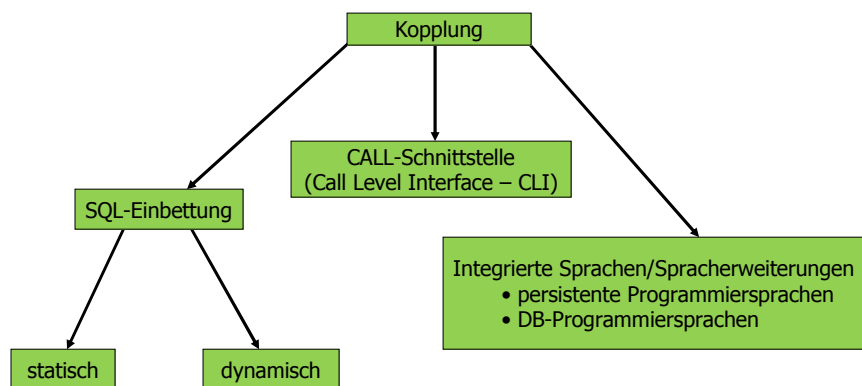 Kopplung
CALL-Schnittstelle
(Call Level Interface – CLI)
SQL-Einbettung
Integrierte Sprachen/Spracherweiterungen
• persistente Programmiersprachen
• DB-Programmiersprachen
statisch
dynamisch